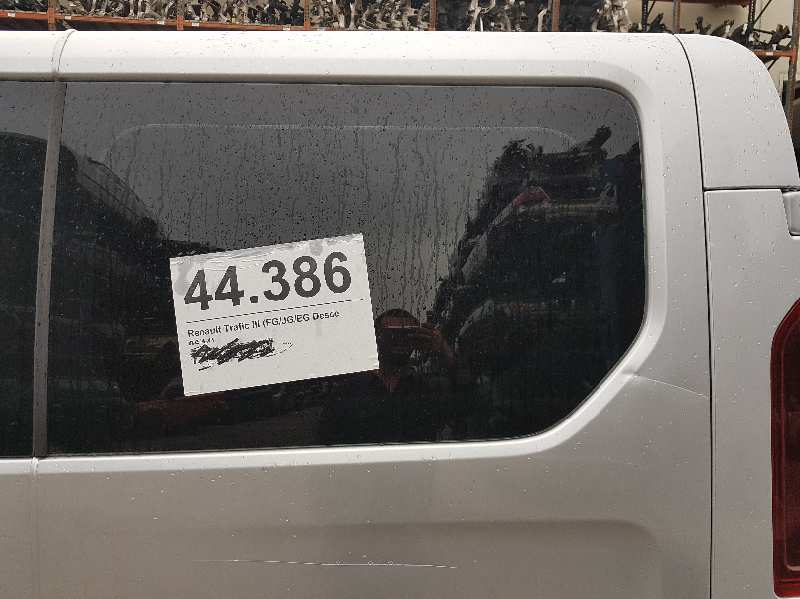 44.386
Renault Trafic III (FG/JG/EG Desde